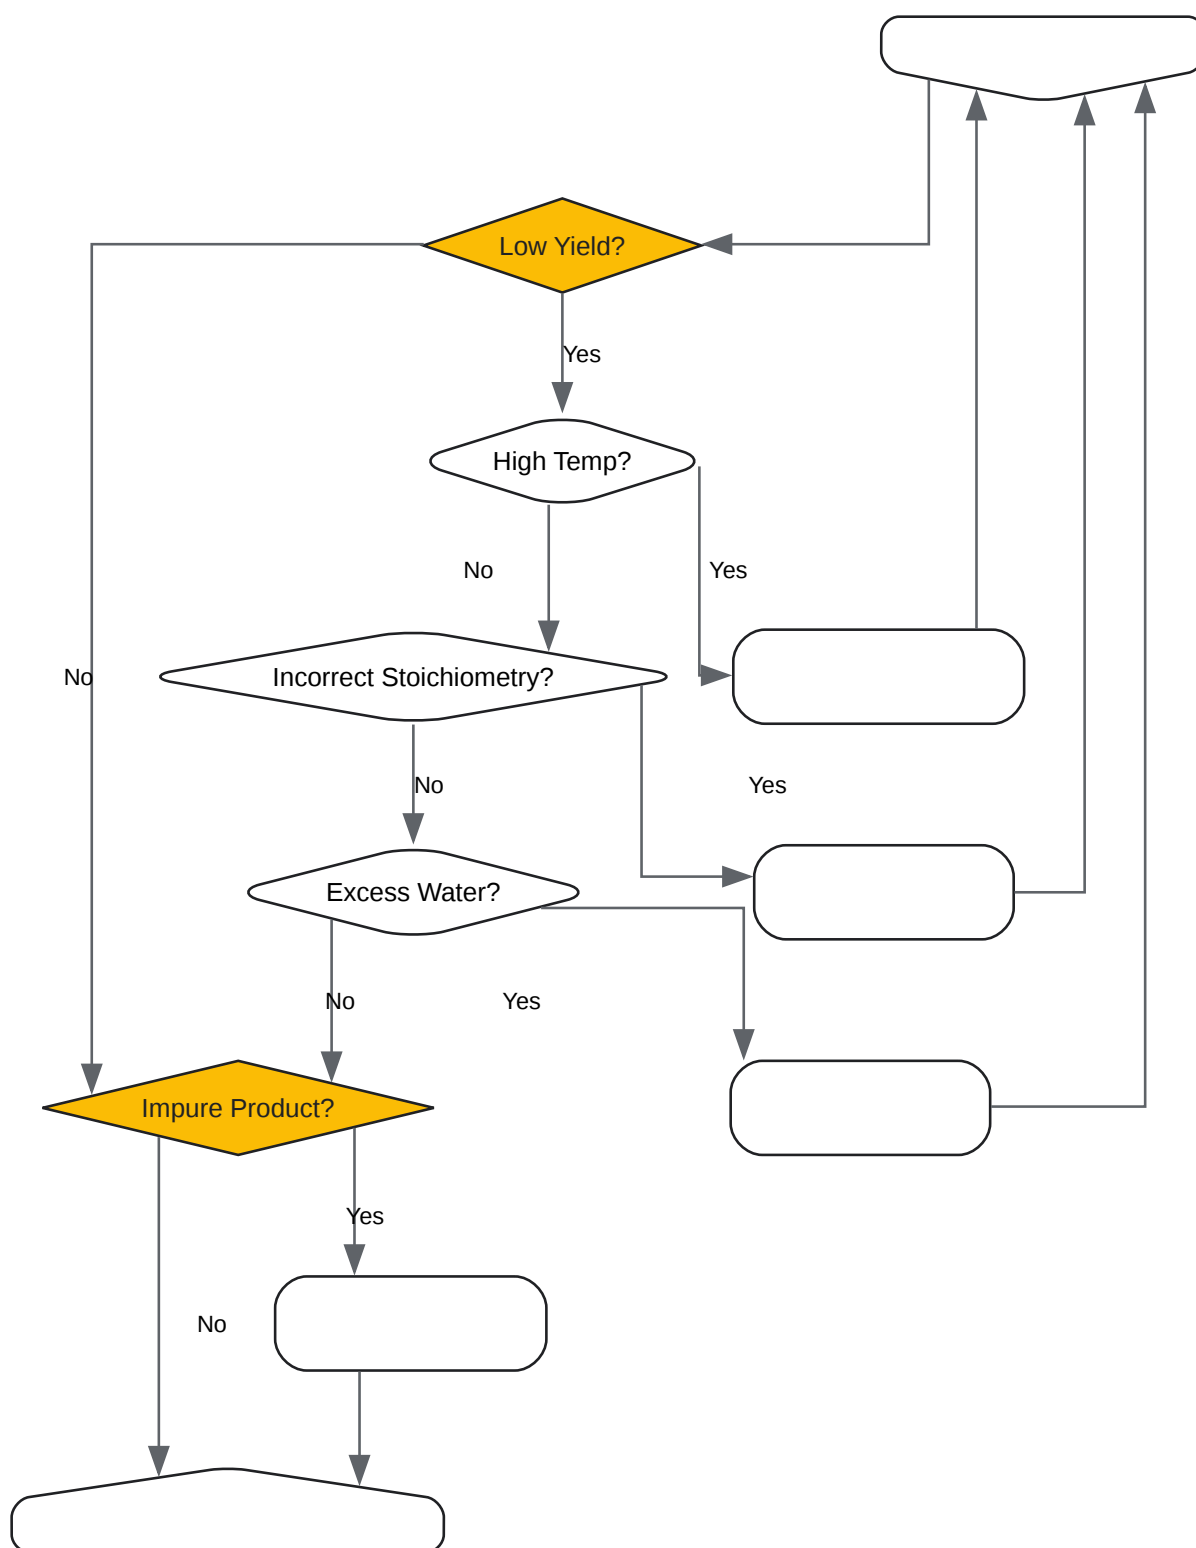 Low Yield?
Yes
High Temp?
No
Yes
No
Incorrect Stoichiometry?
No
Yes
Excess Water?
No
Yes
Impure Product?
Yes
No